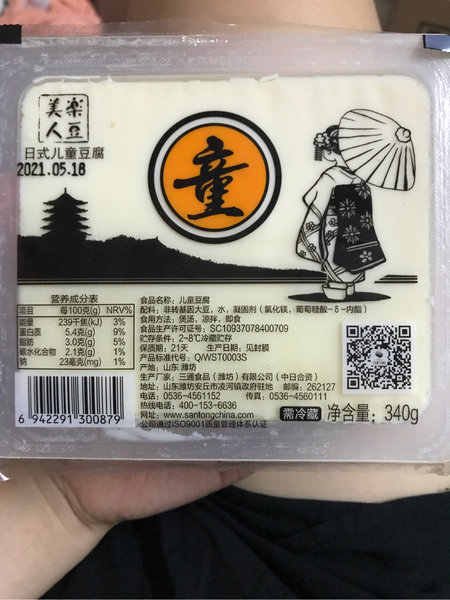 美樂
人豆
日式儿童豆腐
2021.05.18
童
营养成分表
项目 每100克(g) NRV%
能量 239千焦(kJ) 3%
蛋白质 5.4克(g) 9%
脂肪 3.0克(g) 5%
碳水化合物 2.1克(g) 1%
钠 23毫克(mg) 1%
6 942291 300879
食品名称：儿童豆腐
配料：非转基因大豆，水，凝固剂（氯化镁，葡萄糖酸-δ-内酯）
食用方法：煲汤，凉拌，即食
食品生产许可证号：SC10937078400709
贮存条件：2-8℃冷藏贮存
保质期：21天 生产日期：见封膜
产品标准代号：Q/WST0003S
产地：山东 潍坊
生产厂家：三通食品（潍坊）有限公司（中日合资）
地址：山东潍坊安丘市凌河镇政府驻地 邮编：262127
电话：0536-4561152 传真：0536-4560111
全国免费热线：400-153-6636
网址：www.santongchina.com
公司通过ISO9001质量管理体系认证
需冷藏 净含量：340g